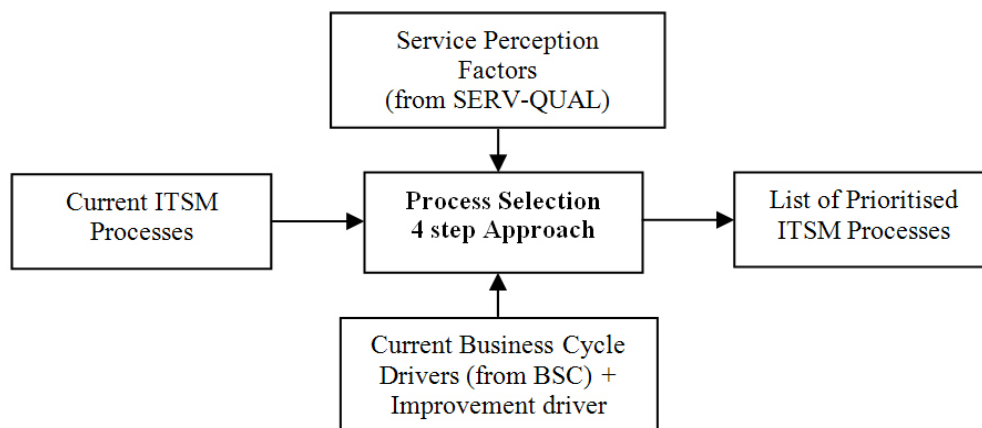 Service Perception
Factors
(from SERV-QUAL)
Current ITSM
Processes
Process Selection
4 step Approach
List of Prioritised
ITSM Processes
Current Business Cycle
Drivers (from BSC) +
Improvement driver